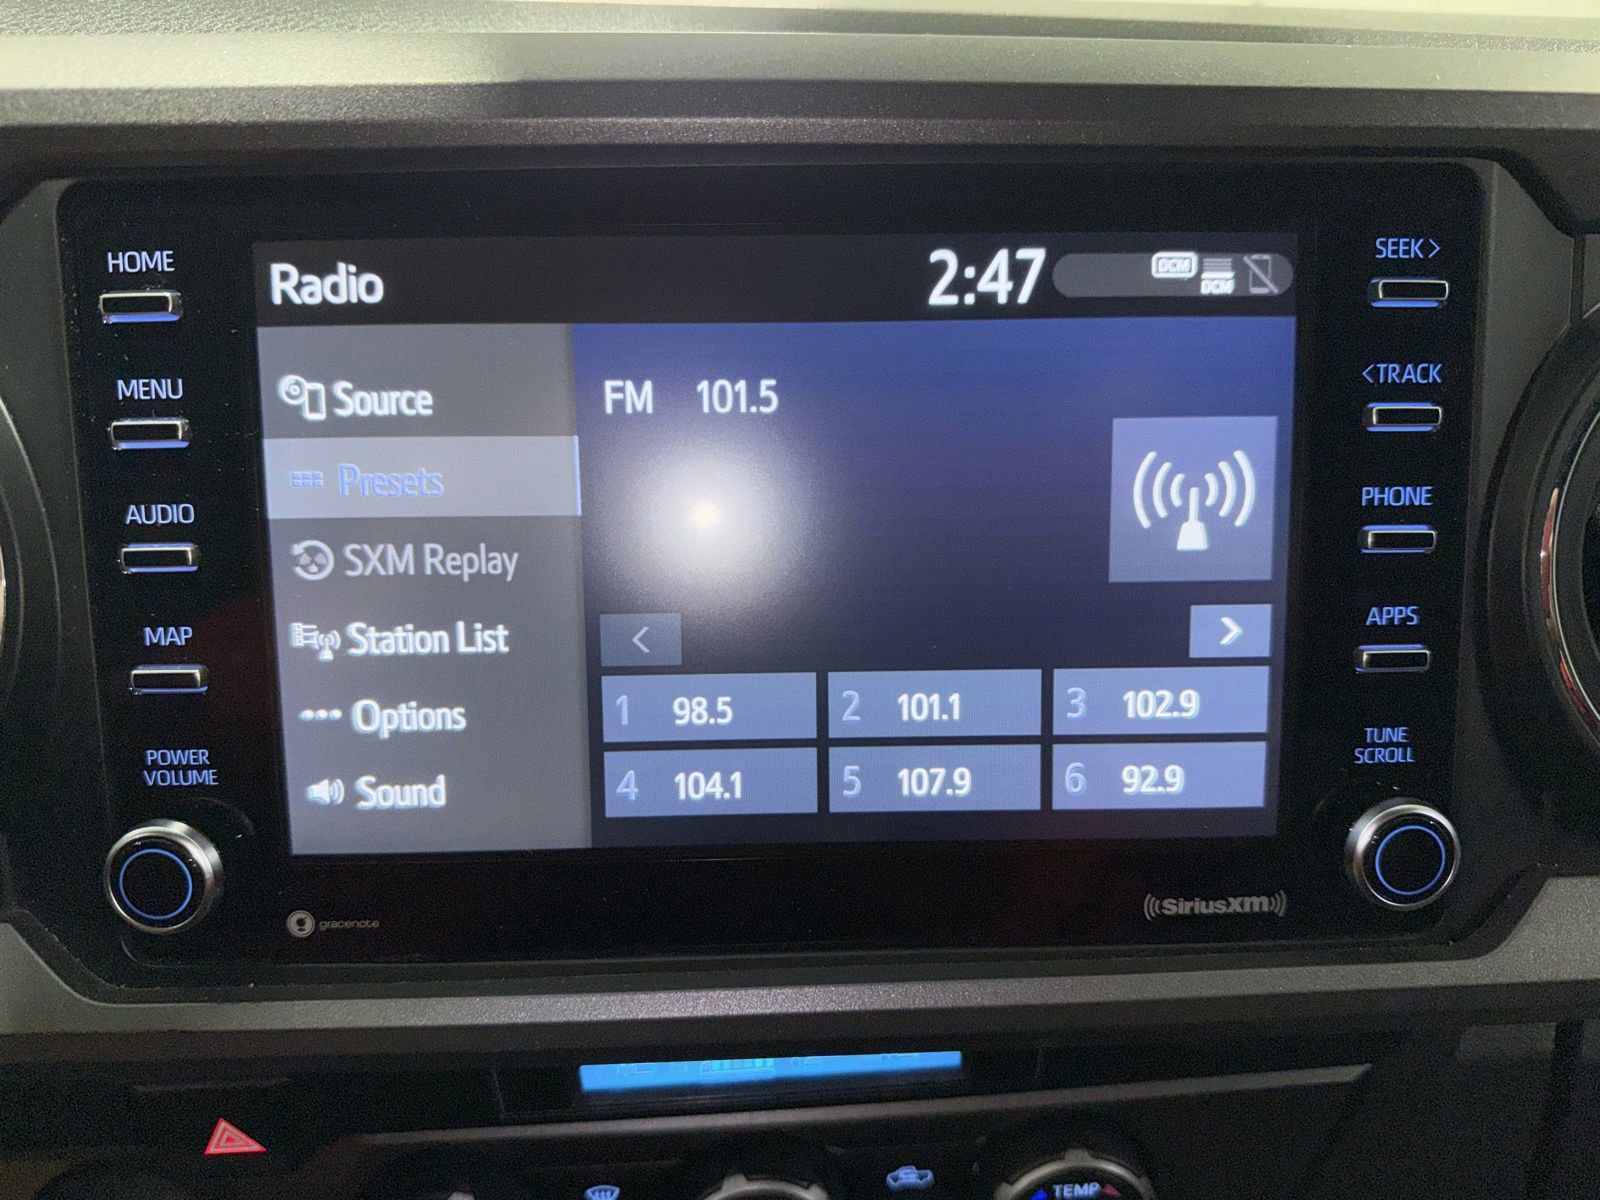 HOME
MENU
AUDIO
MAP
POWER
VOLUME
Radio
2:47
DCM
DCM
Source
Presets
SXM Replay
Station List
Options
Sound
FM 101.5
<
>
1 98.5
2 101.1
3 102.9
4 104.1
5 107.9
6 92.9
SEEK>
<TRACK
PHONE
APPS
TUNE
SCROLL
gracenote
SiriusXM
TEMP